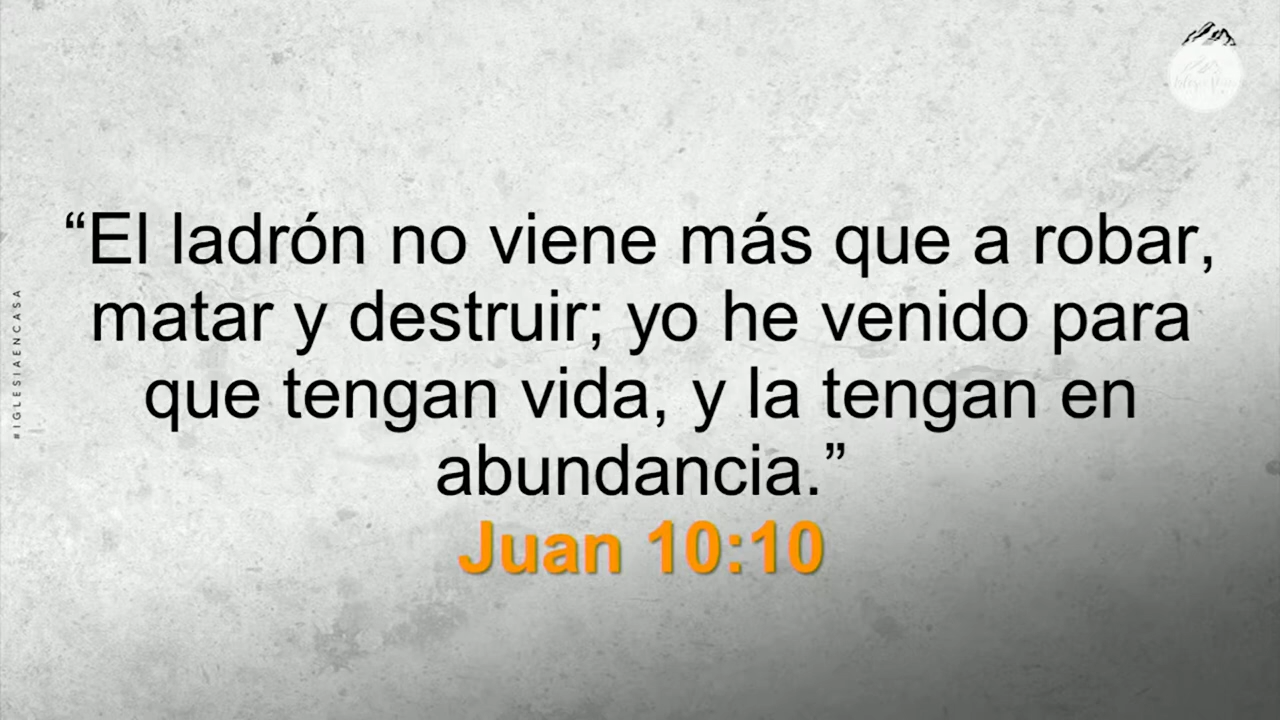 “El ladrón no viene más que a robar,
matar y destruir; yo he venido para
que tengan vida, y la tengan en
abundancia.”
Juan 10:10
#IGLESIAENCASA